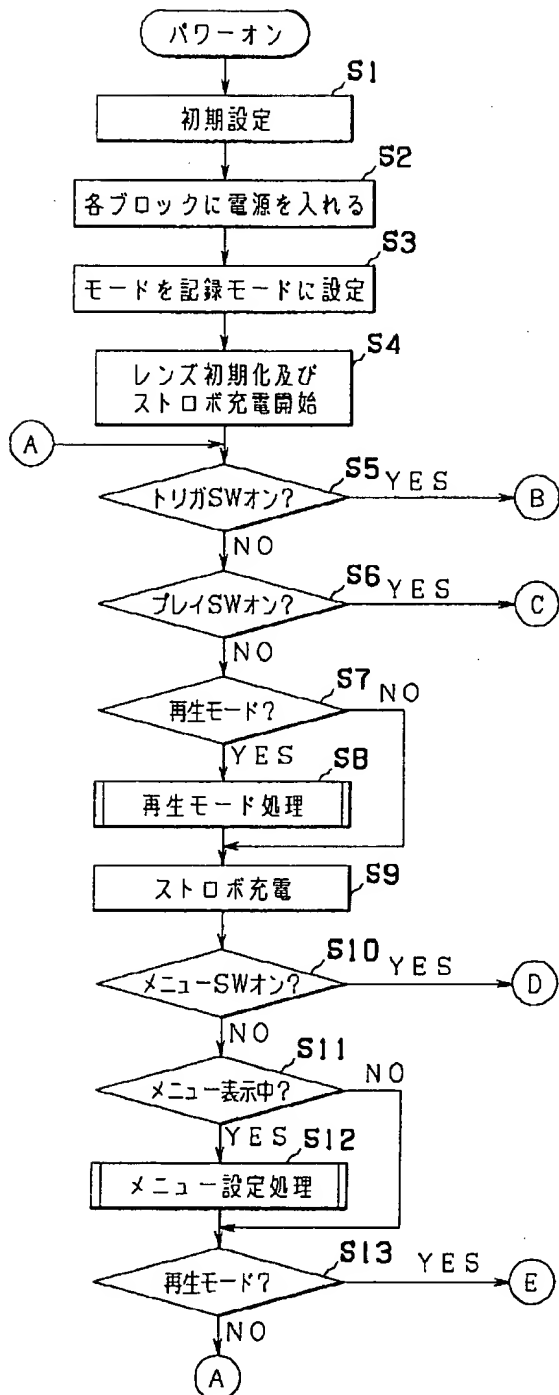 パワーオン
S1
初期設定
S2
各ブロックに電源を入れる
S3
モードを記録モードに設定
S4
レンズ初期化及び
ストロボ充電開始
A
S5
トリガSWオン?
YES
B
NO
S6
プレイSWオン?
YES
C
NO
S7
再生モード?
NO
YES
S8
再生モード処理
S9
ストロボ充電
S10
メニューSWオン?
YES
D
NO
S11
メニュー表示中?
NO
YES
S12
メニュー設定処理
S13
再生モード?
YES
E
NO
A